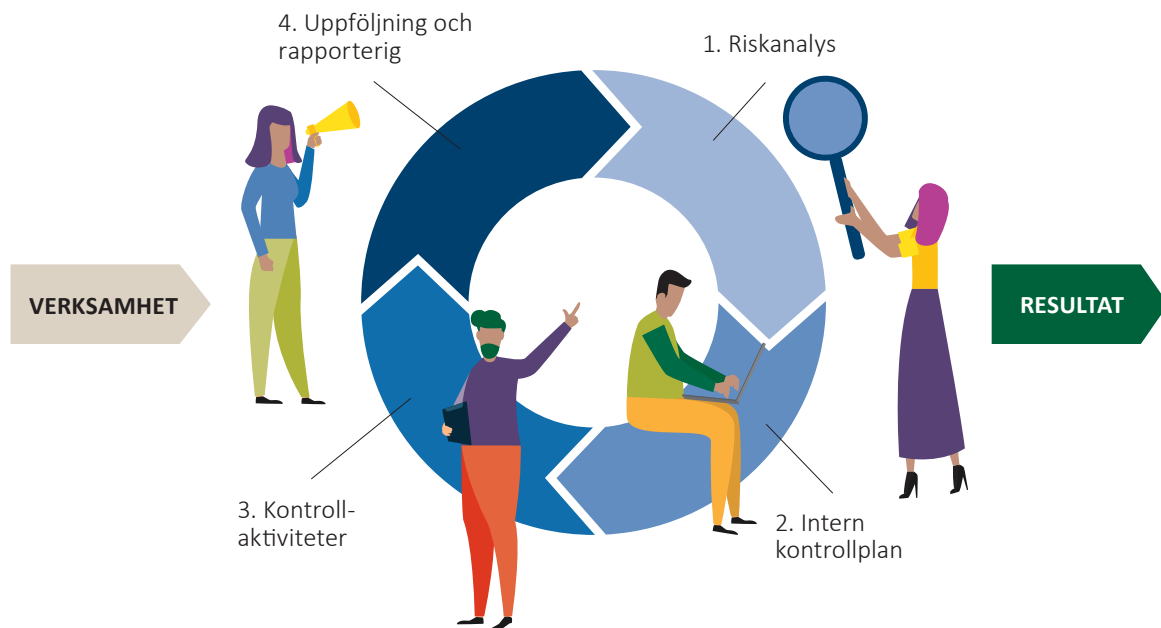 4. Uppföljning och
rapporterig
1. Riskanalys
VERKSAMHET
RESULTAT
3. Kontroll-
aktiviteter
2. Intern
kontrollplan